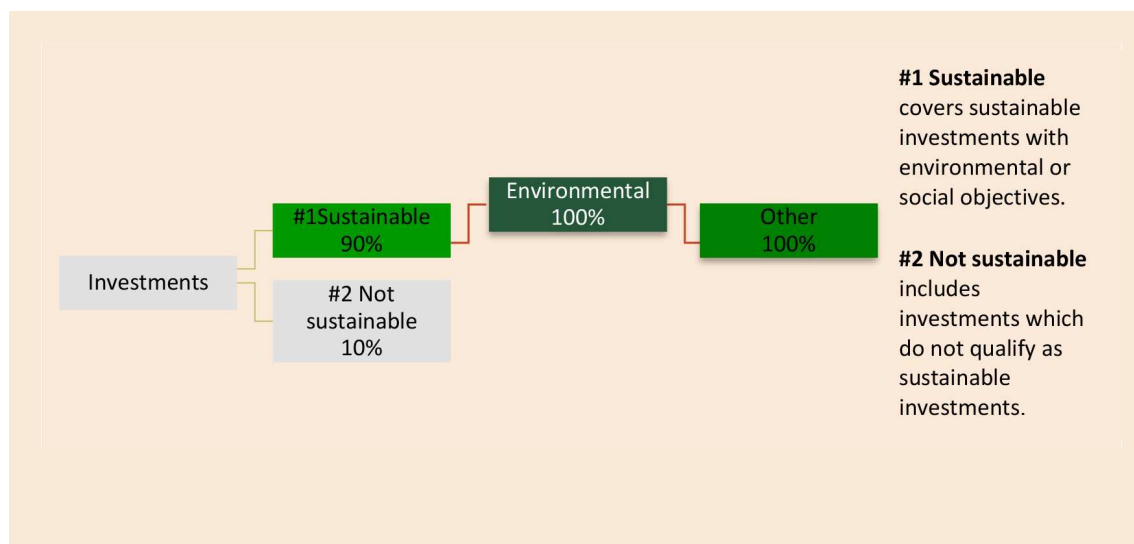 Investments
#1Sustainable
90%
#2 Not
sustainable
10%
Environmental
100%
Other
100%
#1 Sustainable
covers sustainable
investments with
environmental or
social objectives.
#2 Not sustainable
includes
investments which
do not qualify as
sustainable
investments.